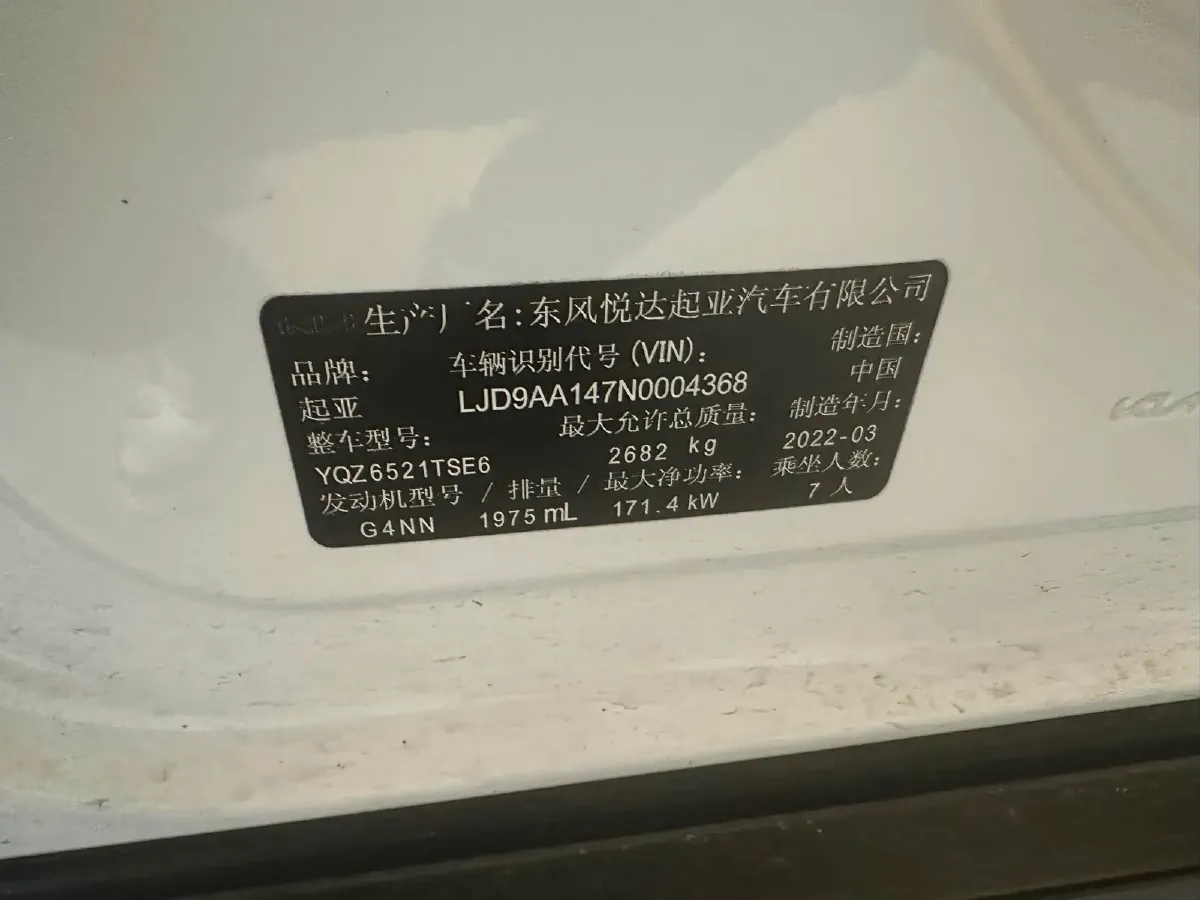 生产厂名:东风悦达起亚汽车有限公司
品牌: 车辆识别代号(VIN): 制造国:
起亚 LJD9AA147N0004368 中国
整车型号: 最大允许总质量: 制造年月:
YQZ6521TSE6 2682 kg 2022-03
发动机型号 / 排量 / 最大净功率: 乘坐人数:
G4NN 1975 mL 171.4 kW 7 人